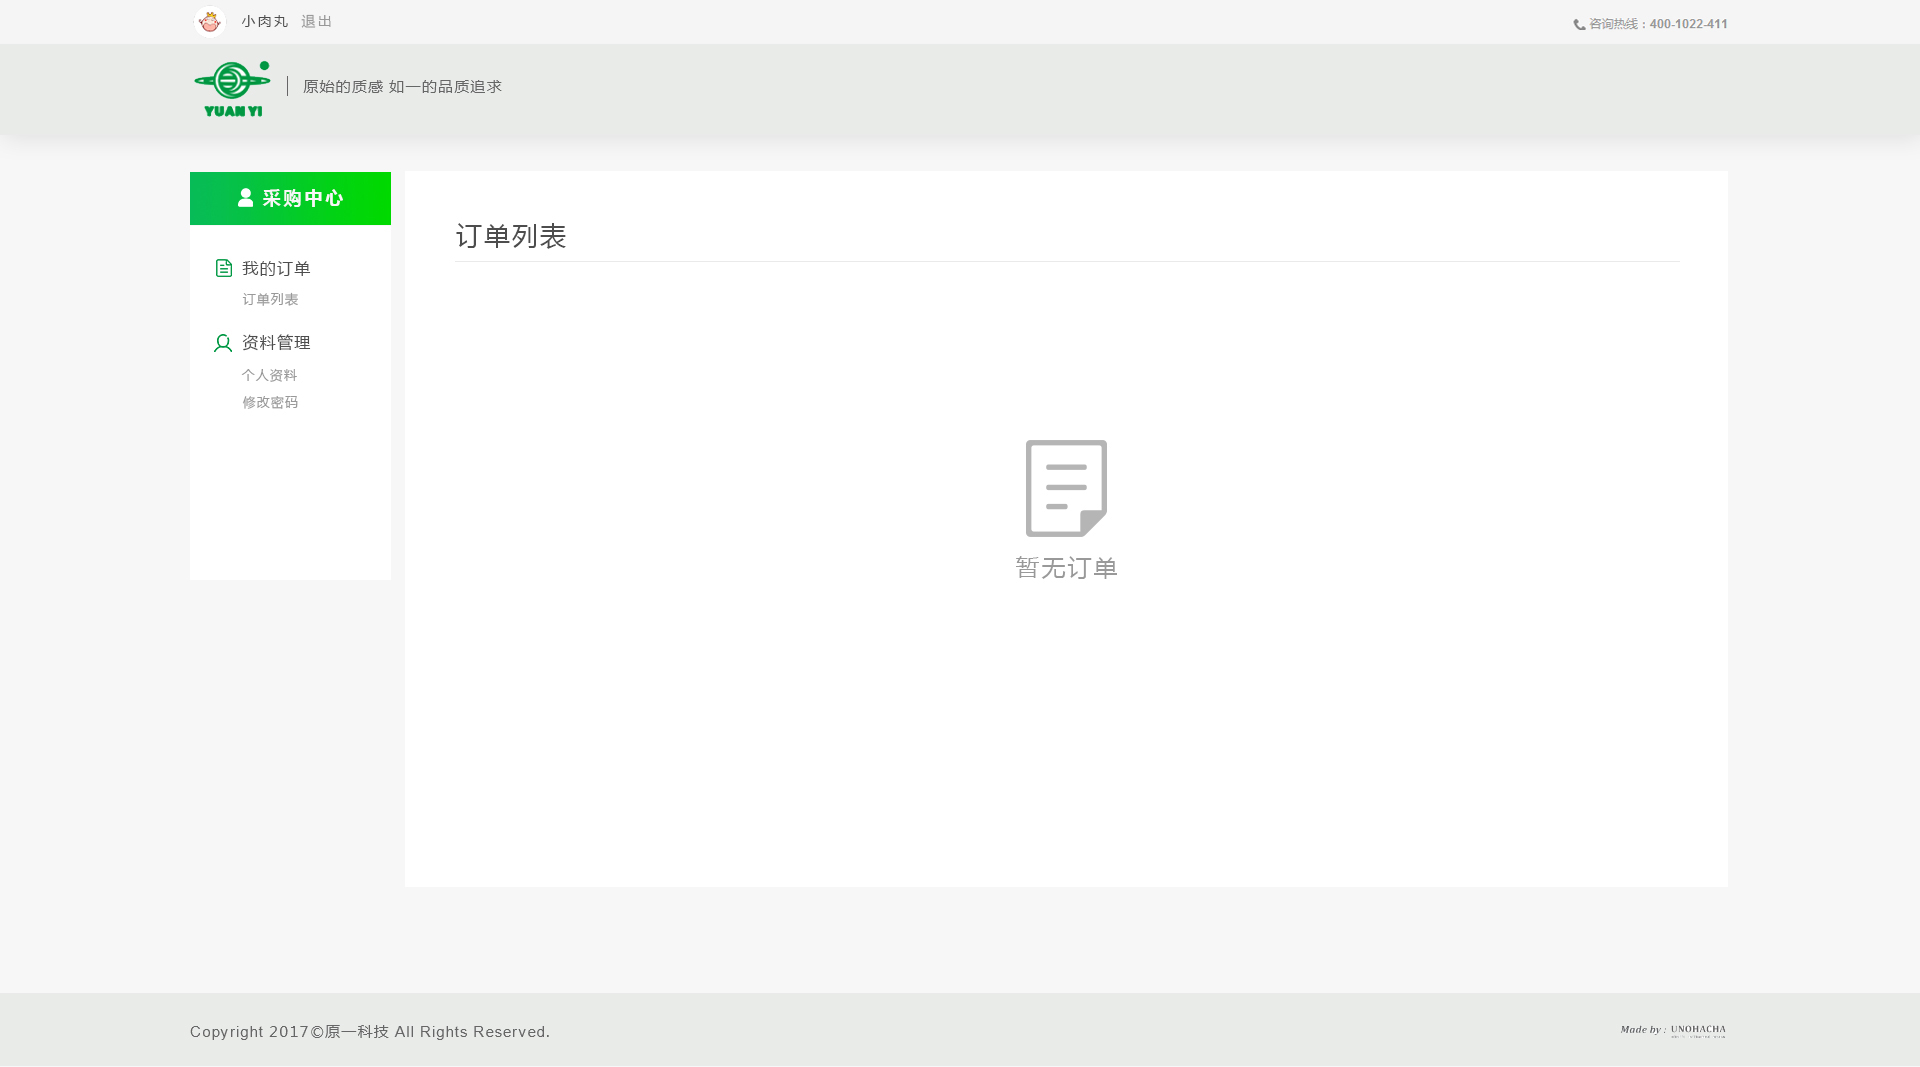 小肉丸 退出
咨询热线：400-1022-411
YUAN YI
原始的质感 如一的品质追求
采购中心
我的订单
订单列表
资料管理
个人资料
修改密码
订单列表
暂无订单
Copyright 2017©原一科技 All Rights Reserved.
Made by : UNOHACHA